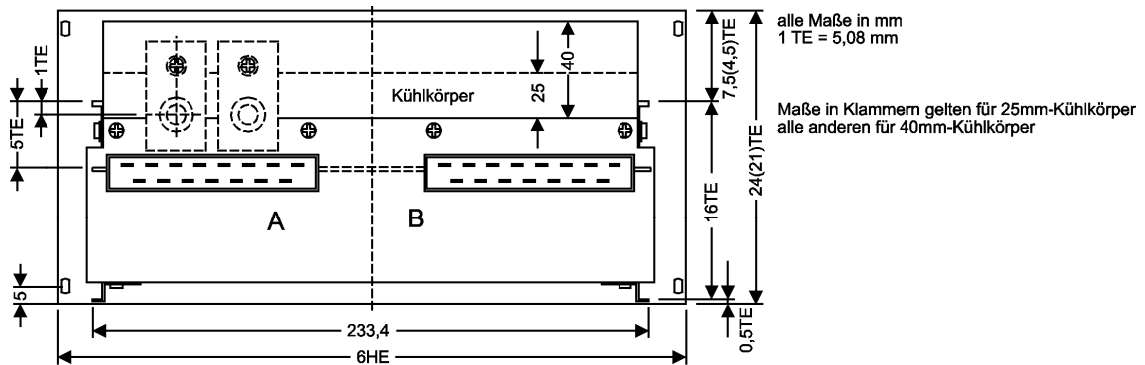 alle Maße in mm
1 TE = 5,08 mm
Maße in Klammern gelten für 25mm-Kühlkörper
alle anderen für 40mm-Kühlkörper
1TE
5TE
5
Kühlkörper
25
40
7,5(4,5)TE
16TE
24(21)TE
0,5TE
A
B
233,4
6HE